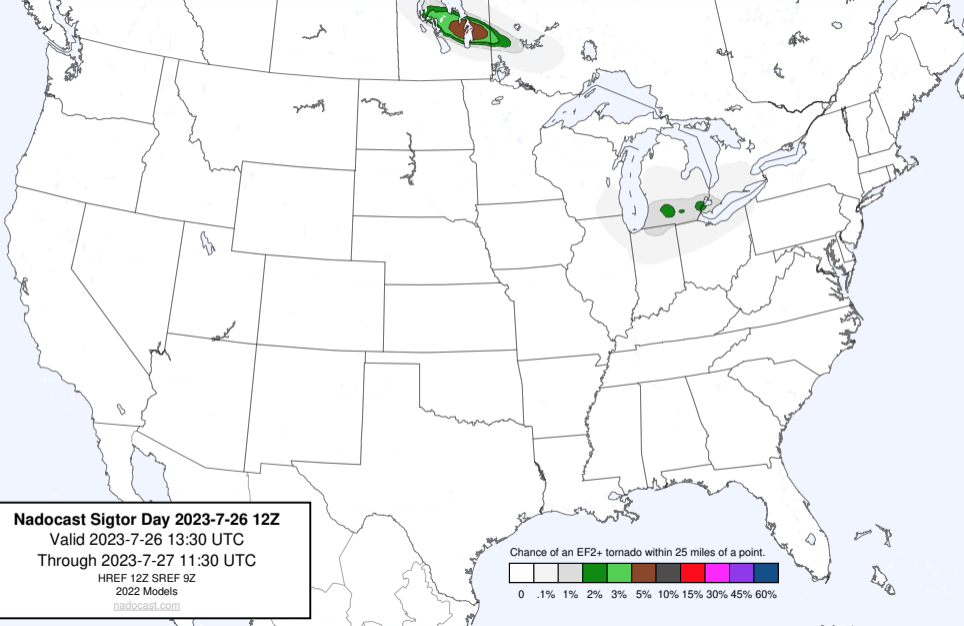 Nadocast Sigtor Day 2023-7-26 12Z
Valid 2023-7-26 13:30 UTC
Through 2023-7-27 11:30 UTC
HREF 12Z SREF 9Z
2022 Models
nadocast.com
Chance of an EF2+ tornado within 25 miles of a point.
0 .1% 1% 2% 3% 5% 10% 15% 30% 45% 60%